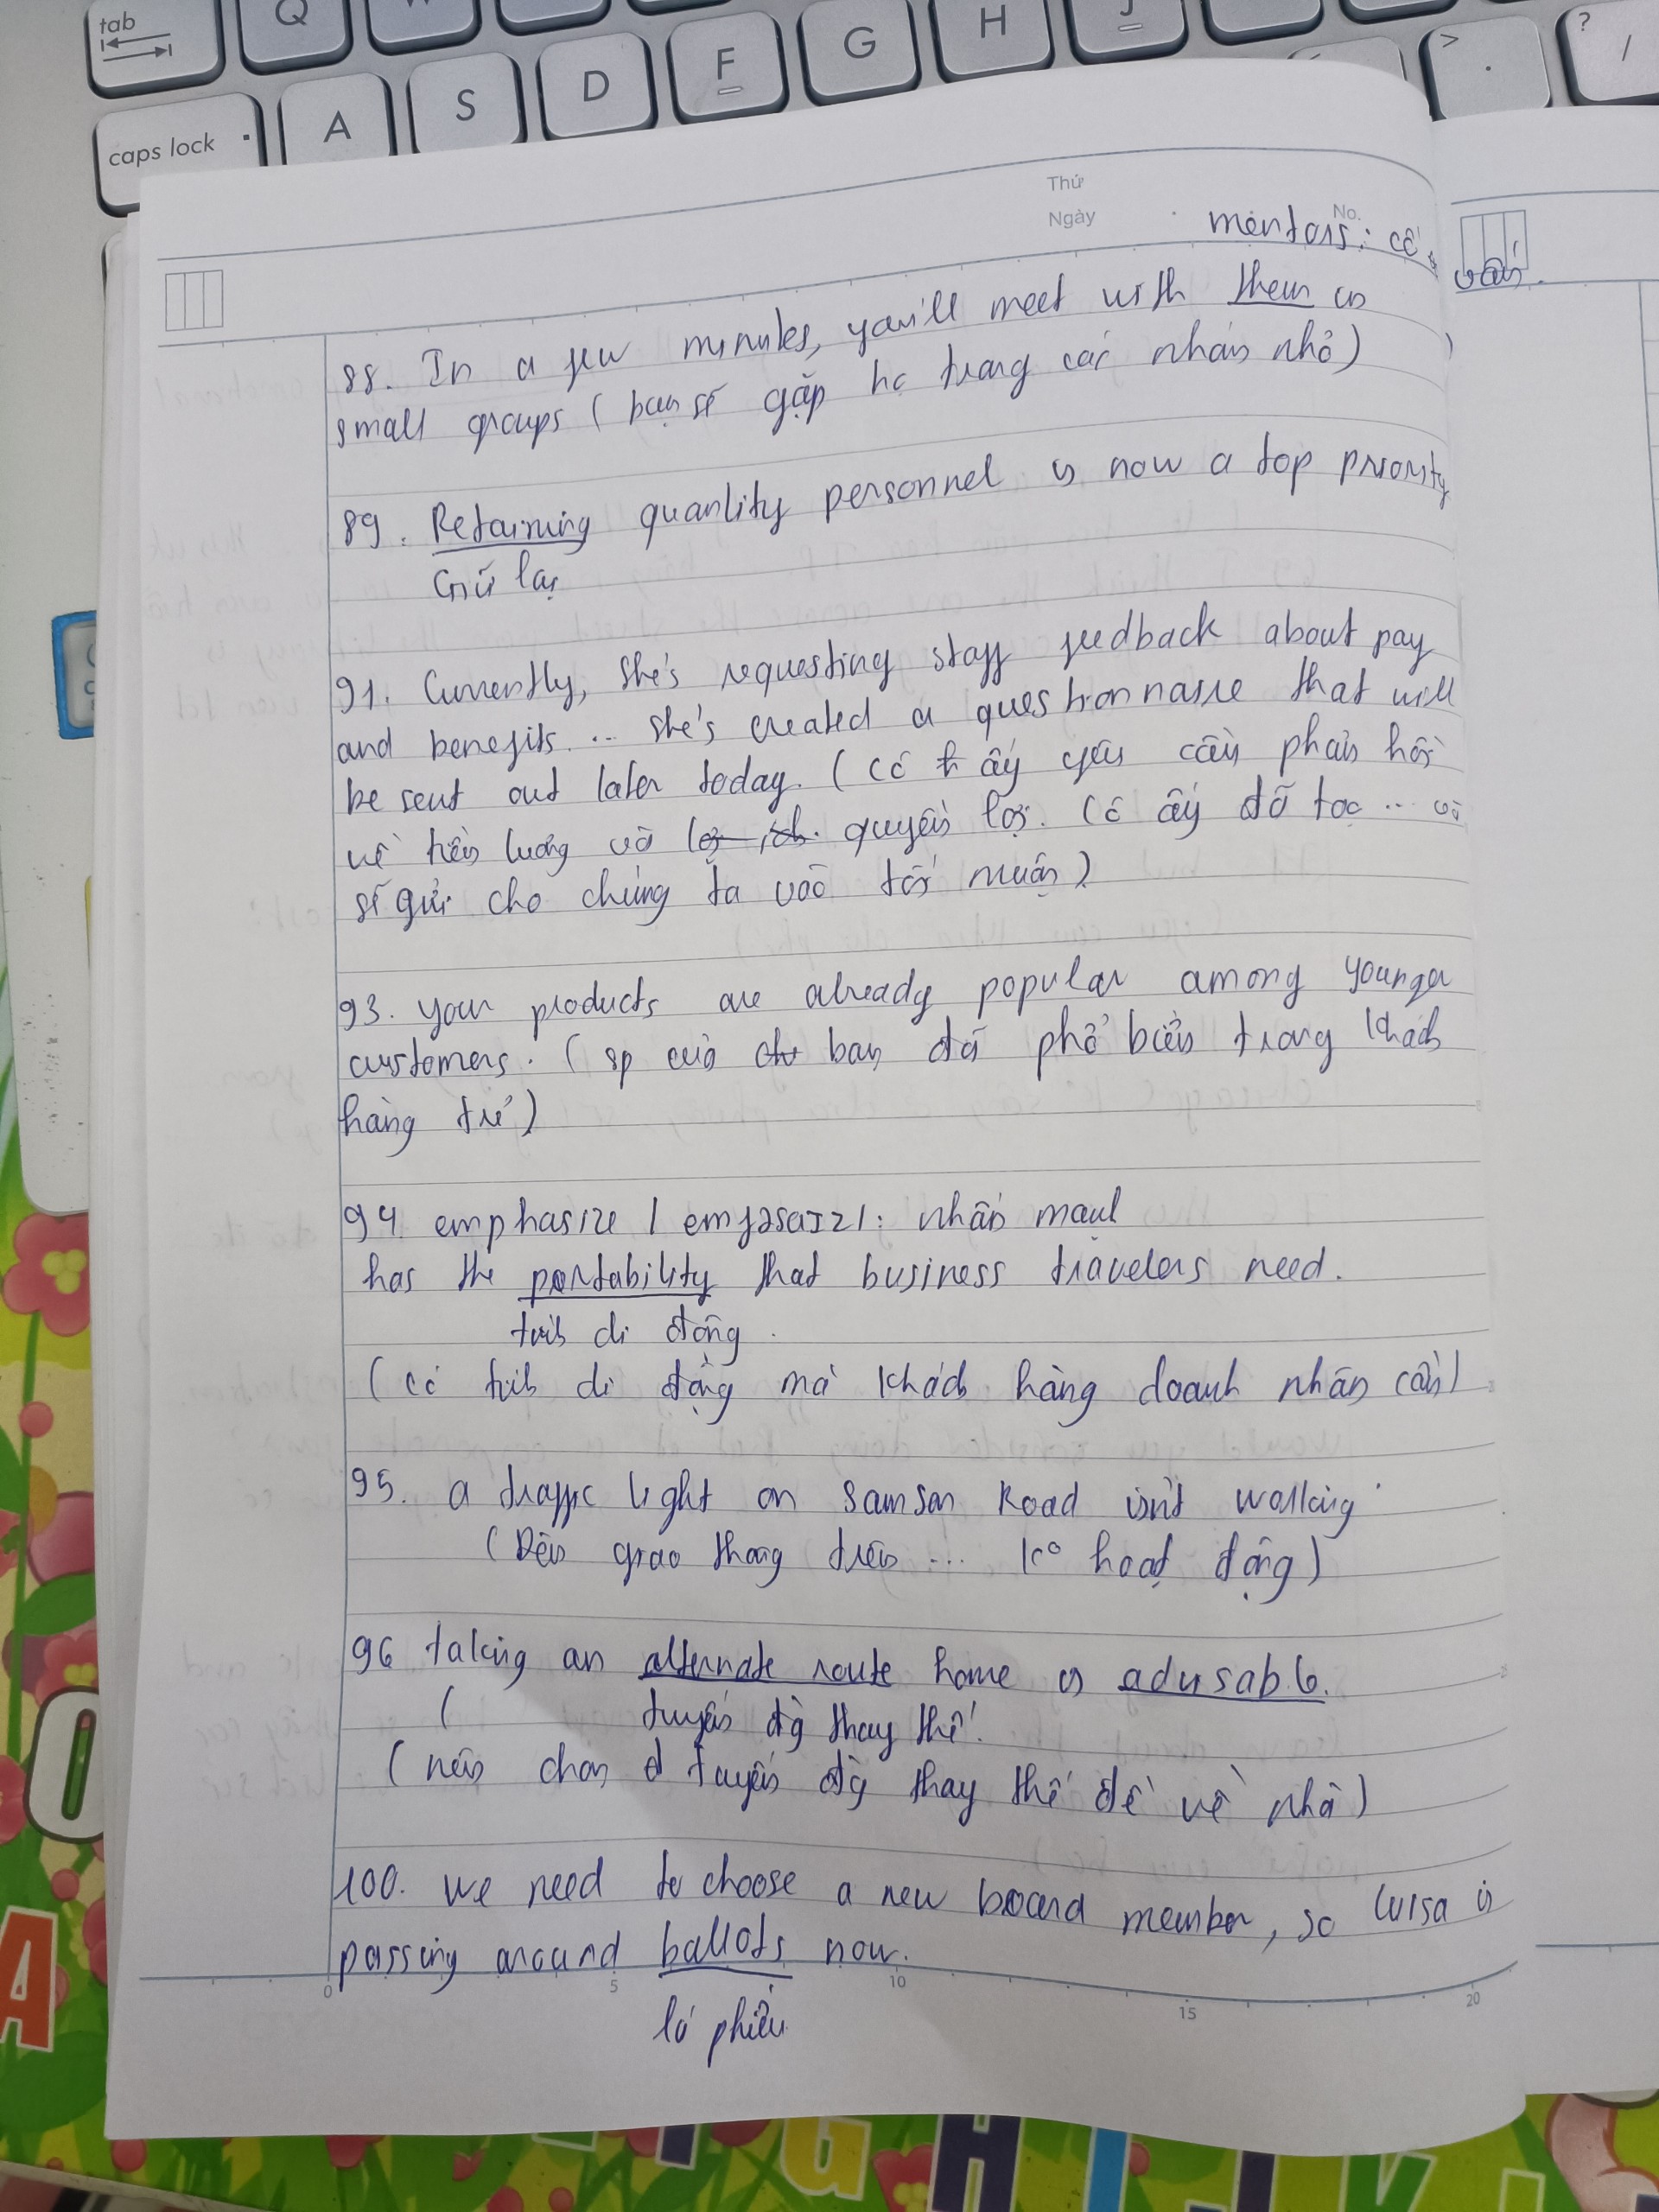 tab
Q
A
S
D
F
G
H
J
caps lock
>
.
?
/
Thứ
Ngày
No.
mentors: cố
vấn.
88. In a few minutes, you'll meet with them in
small groups (bạn sẽ gặp họ trong các nhóm nhỏ)
89. Retaining quanlity personnel is now a top priority
Giữ lại
91. Currently, she's requesting staff feedback about pay
and benefits... she's created a questionnaire that will
be sent out later today. (cô ấy yêu cầu phản hồi
về tiền lương và quyền lợi. Cô ấy đã tạo ... và
sẽ gửi cho chúng ta vào tối muộn)
93. your products are already popular among younger
customers. (sp của bạn đã phổ biến trong khách
hàng trẻ)
94. emphasize / emfəsaɪz/: nhấn mạnh
has the portability that business travelers need.
tính di động.
(có tính di động mà khách hàng doanh nhân cần)
95. a traffic light on Samson Road isn't working
(Đèn giao thông trên ... k° hoạt động)
96 taking an alternate route home is advisable.
( tuyến đg thay thế.
(nên chọn tuyến đg thay thế để về nhà)
100. we need to choose a new board member, so Luisa is
passing around ballots now.
lá phiếu
0 5 10 15 20